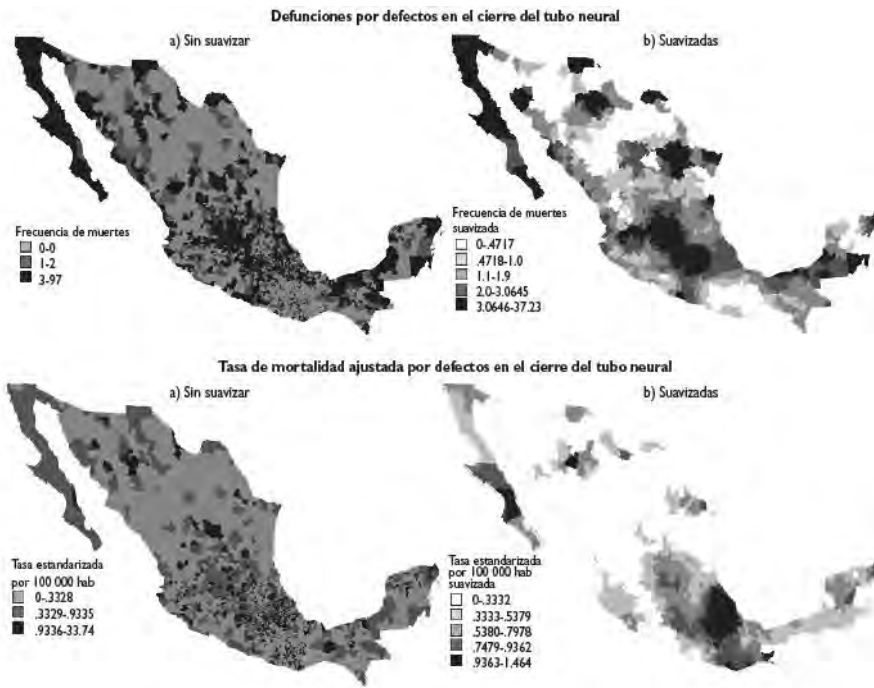 Defunciones por defectos en el cierre del tubo neural
a) Sin suavizar
b) Suavizadas
Frecuencia de muertes
0-0
1-2
3-97
Frecuencia de muertes
suavizada
0-.4717
.4718-1.0
1.1-1.9
2.0-3.0645
3.0646-37.23
Tasa de mortalidad ajustada por defectos en el cierre del tubo neural
a) Sin suavizar
b) Suavizadas
Tasa estandarizada
por 100 000 hab
0-.3328
.3329-.9335
.9336-33.74
Tasa estandarizada
por 100 000 hab
suavizada
0-.3332
.3333-.5379
.5380-.7978
.7479-.9362
.9363-1.464